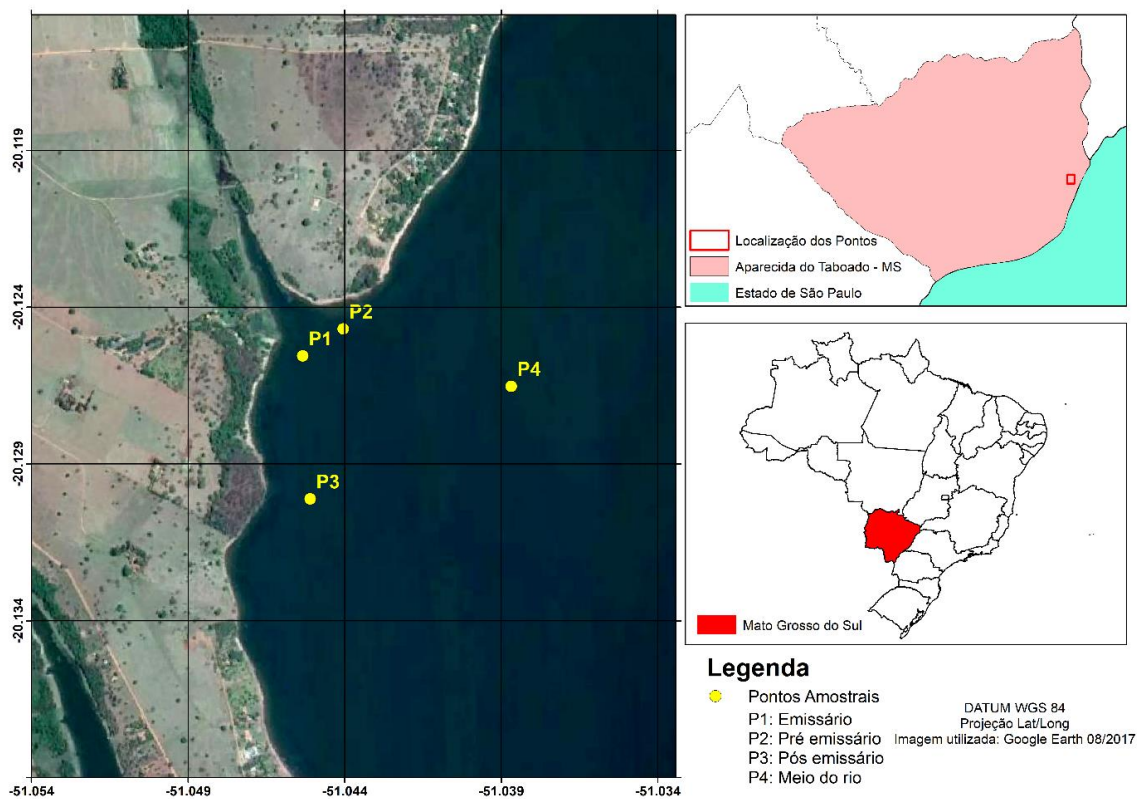 -20.119
-20.124
-20.129
-20.134
-51.054
-51.049
-51.044
-51.039
-51.034
P1
P2
P3
P4
Localização dos Pontos
Aparecida do Taboado - MS
Estado de São Paulo
Mato Grosso do Sul
Legenda
Pontos Amostrais
P1: Emissário
P2: Pré emissário
P3: Pós emissário
P4: Meio do rio
DATUM WGS 84
Projeção Lat/Long
Imagem utilizada: Google Earth 08/2017